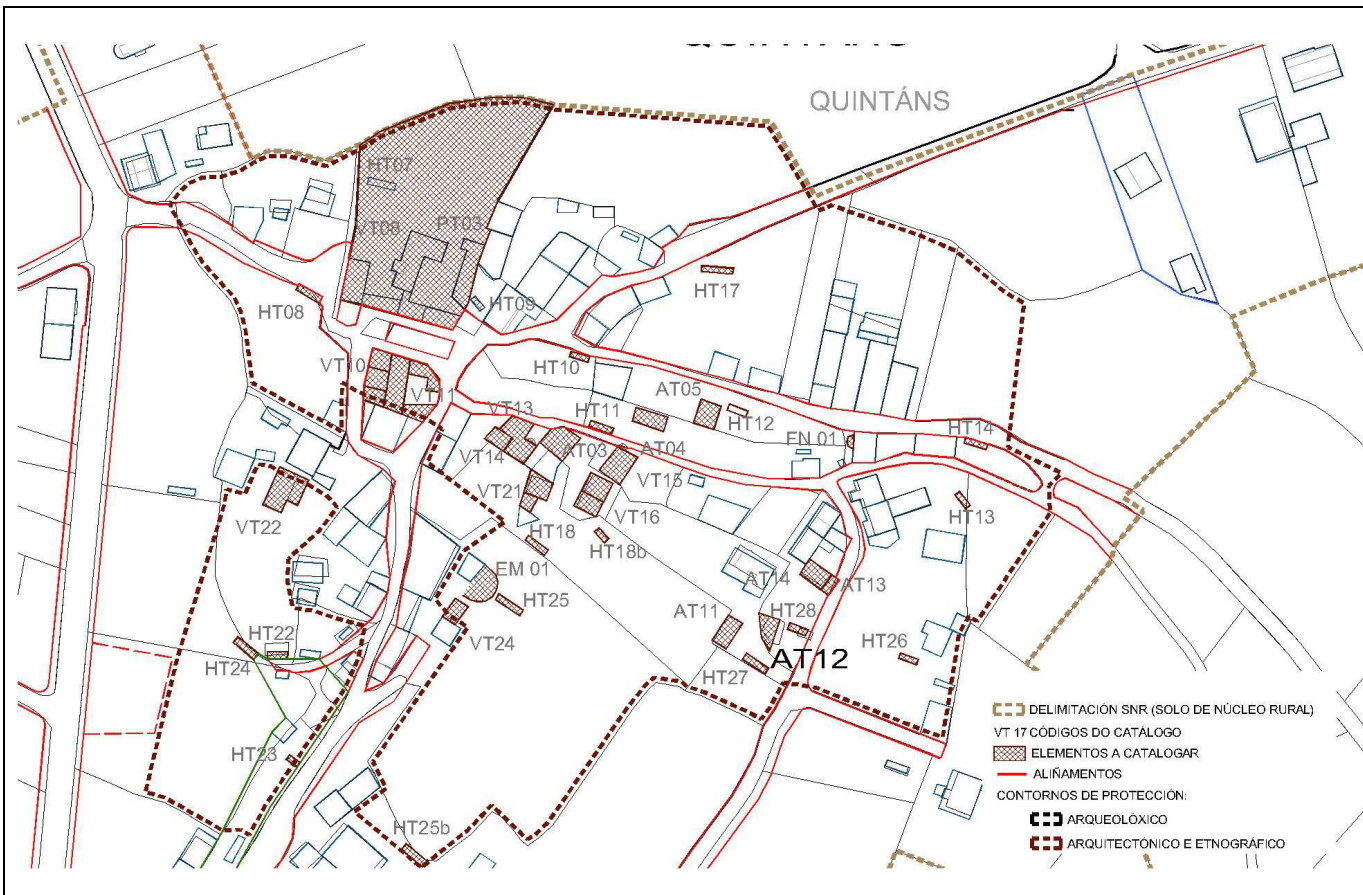 QUINTÁNS
HT07
VT08
PT03
HT17
HT08
HT09
VT10
HT10
VT11
AT05
VT13
HT11
HT12
HT14
VT14
AT03
AT04
EN 01
VT15
VT21
VT16
HT13
VT22
HT18
HT18b
EM 01
HT25
AT14
AT13
VT24
AT11
HT28
HT22
HT26
HT24
AT12
HT27
HT23
HT25b
DELIMITACIÓN SNR (SOLO DE NÚCLEO RURAL)
VT 17 CÓDIGOS DO CATÁLOGO
ELEMENTOS A CATALOGAR
ALIÑAMENTOS
CONTORNOS DE PROTECCIÓN:
ARQUEOLÓXICO
ARQUITECTÓNICO E ETNOGRÁFICO